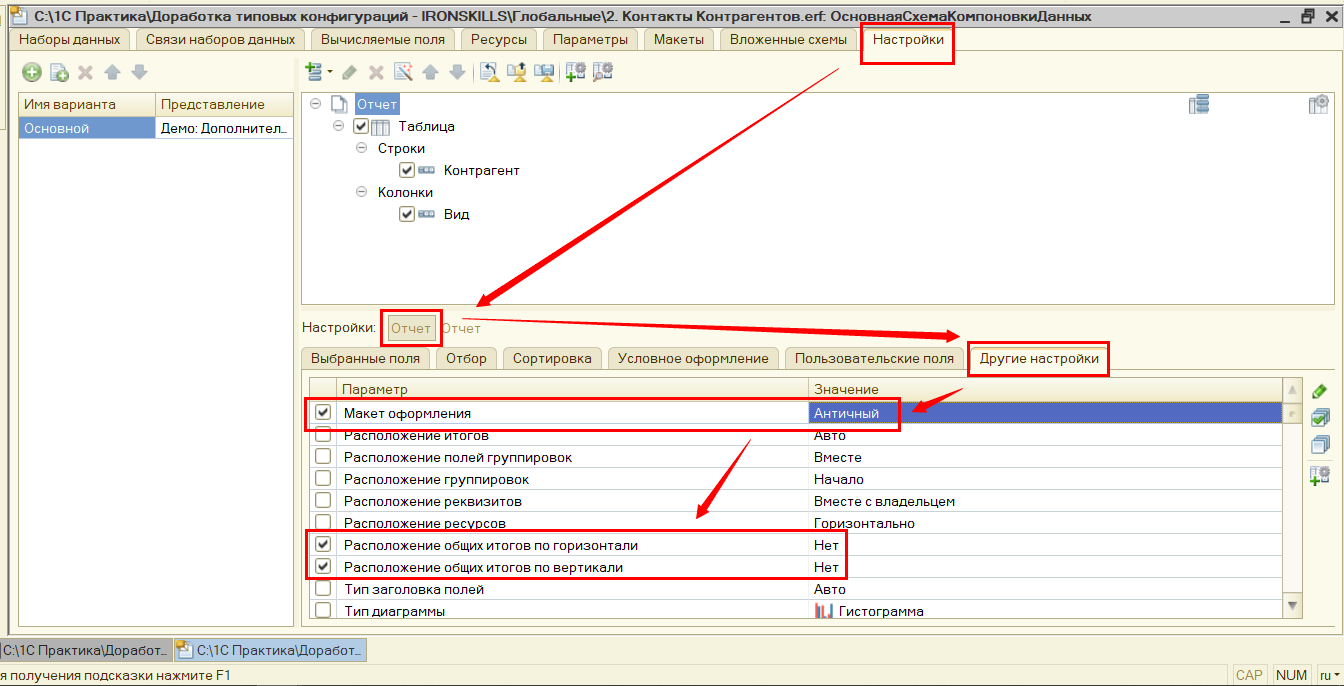 C:\1С Практика\Доработка типовых конфигураций - IRONSKILLS\Глобальные\2. Контакты Контрагентов.erf: ОсновнаяСхемаКомпоновкиДанных
Наборы данных Связи наборов данных Вычисляемые поля Ресурсы Параметры Макеты Вложенные схемы Настройки
Имя варианта Представление
Основной Демо: Дополнител...
Отчет
Таблица
Строки
Контрагент
Колонки
Вид
Настройки: Отчет Отчет
Выбранные поля Отбор Сортировка Условное оформление Пользовательские поля Другие настройки
Параметр Значение
Макет оформления Античный
Расположение итогов Авто
Расположение полей группировок Вместе
Расположение группировок Начало
Расположение реквизитов Вместе с владельцем
Расположение ресурсов Горизонтально
Расположение общих итогов по горизонтали Нет
Расположение общих итогов по вертикали Нет
Тип заголовка полей Авто
Тип диаграммы Гистограмма
C:\1С Практика\Доработ... C:\1С Практика\Доработ...
я получения подсказки нажмите F1 CAP NUM ru